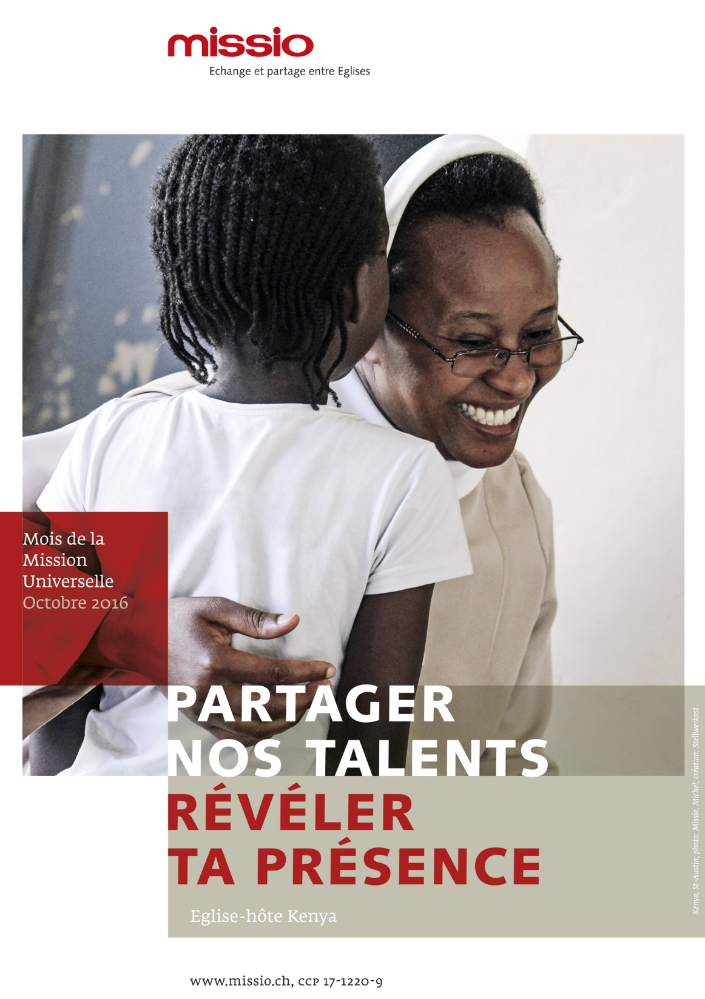 missio
Echange et partage entre Eglises
Mois de la
Mission
Universelle
Octobre 2016
PARTAGER
NOS TALENTS
RÉVÉLER
TA PRÉSENCE
Eglise-hôte Kenya
Kenya, St-Austin; photo: Missio, Michel; création: Stellwerkost
www.missio.ch, CCP 17-1220-9